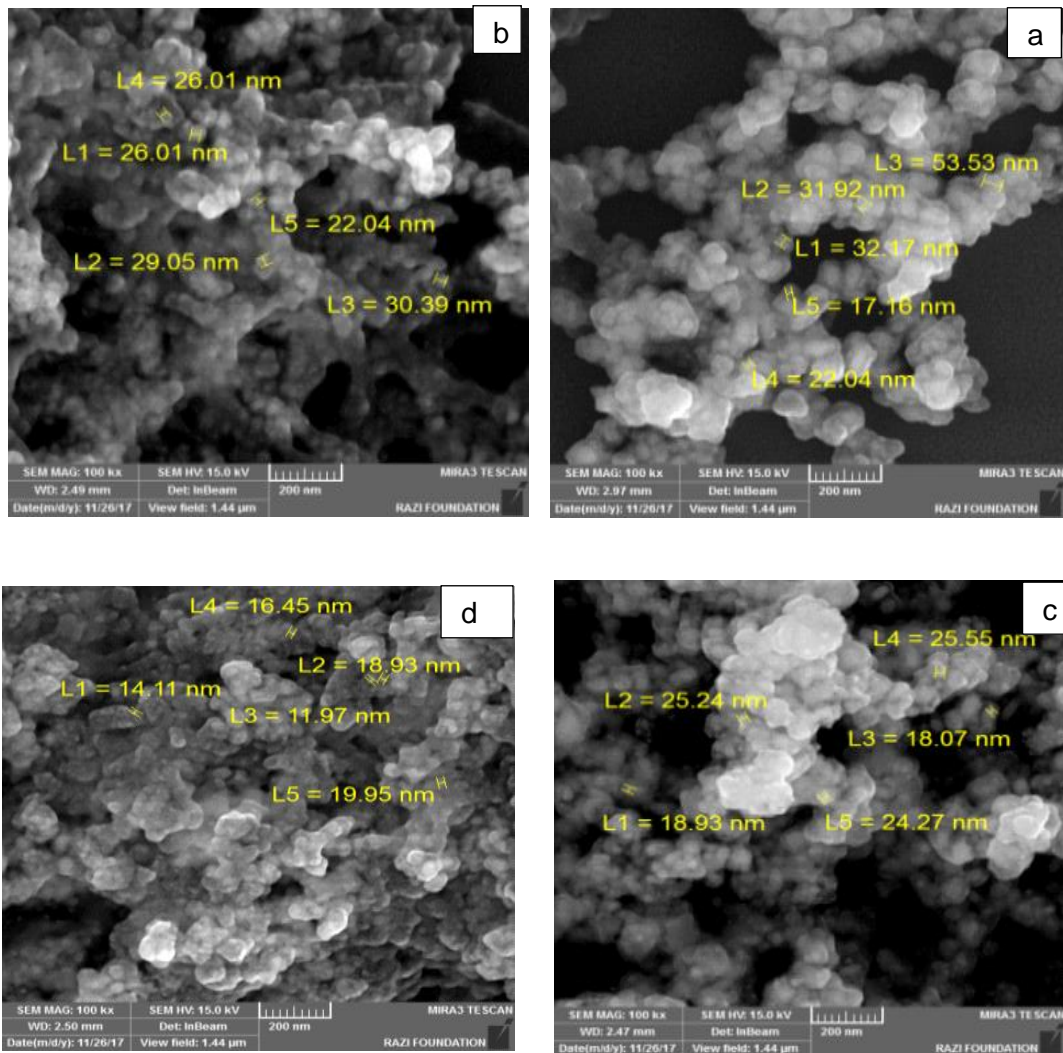 b
L4 = 26.01 nm
L1 = 26.01 nm
L5 = 22.04 nm
L2 = 29.05 nm
L3 = 30.39 nm
SEM MAG: 100 kx SEM HV: 15.0 kV MIRA3 TESCAN
WD: 2.49 mm Det: InBeam 200 nm
Date(m/d/y): 11/26/17 View field: 1.44 µm RAZI FOUNDATION
a
L3 = 53.53 nm
L2 = 31.92 nm
L1 = 32.17 nm
L5 = 17.16 nm
L4 = 22.04 nm
SEM MAG: 100 kx SEM HV: 15.0 kV MIRA3 TESCAN
WD: 2.97 mm Det: InBeam 200 nm
Date(m/d/y): 11/26/17 View field: 1.44 µm RAZI FOUNDATION
d
L4 = 16.45 nm
L2 = 18.93 nm
L1 = 14.11 nm
L3 = 11.97 nm
L5 = 19.95 nm
SEM MAG: 100 kx SEM HV: 15.0 kV MIRA3 TESCAN
WD: 2.50 mm Det: InBeam 200 nm
Date(m/d/y): 11/26/17 View field: 1.44 µm RAZI FOUNDATION
c
L4 = 25.55 nm
L2 = 25.24 nm
L3 = 18.07 nm
L1 = 18.93 nm
L5 = 24.27 nm
SEM MAG: 100 kx SEM HV: 15.0 kV MIRA3 TESCAN
WD: 2.47 mm Det: InBeam 200 nm
Date(m/d/y): 11/26/17 View field: 1.44 µm RAZI FOUNDATION